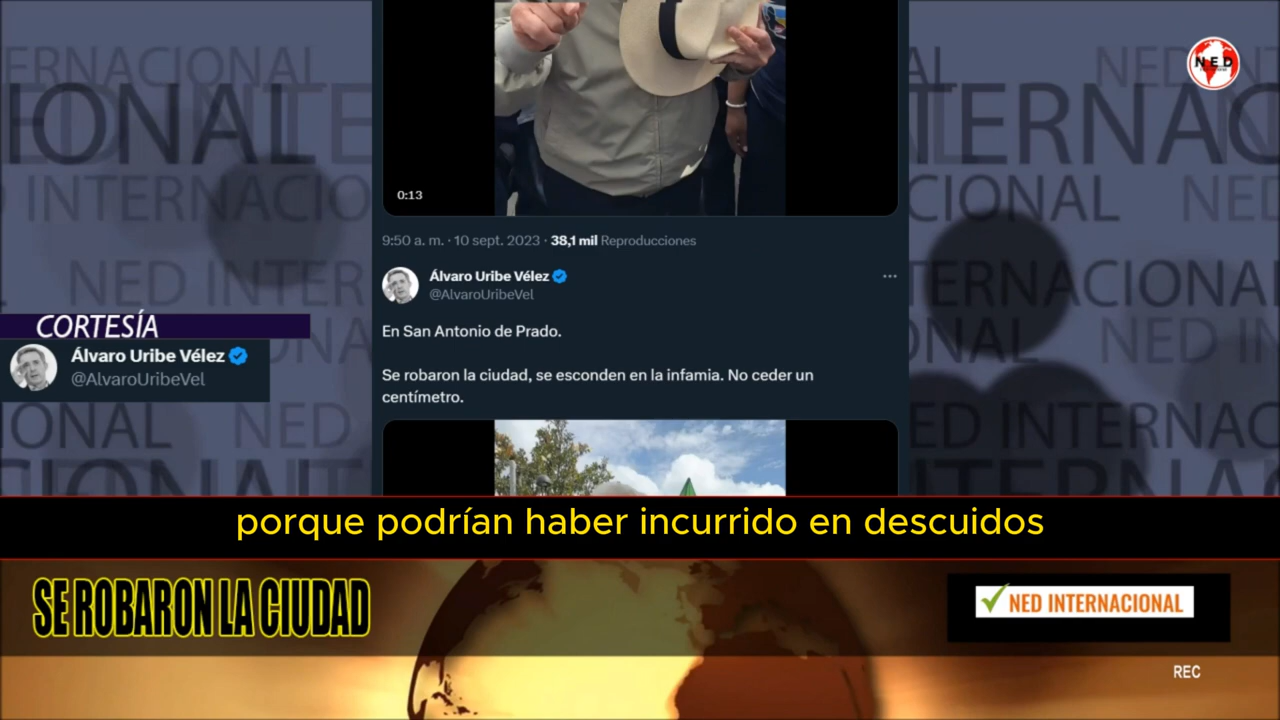 NED
0:13
9:50 a. m. · 10 sept. 2023 · 38,1 mil Reproducciones
Álvaro Uribe Vélez
@AlvaroUribeVel
En San Antonio de Prado.
Se robaron la ciudad, se esconden en la infamia. No ceder un
centímetro.
CORTESÍA
Álvaro Uribe Vélez
@AlvaroUribeVel
porque podrían haber incurrido en descuidos
SE ROBARON LA CIUDAD
NED INTERNACIONAL
REC